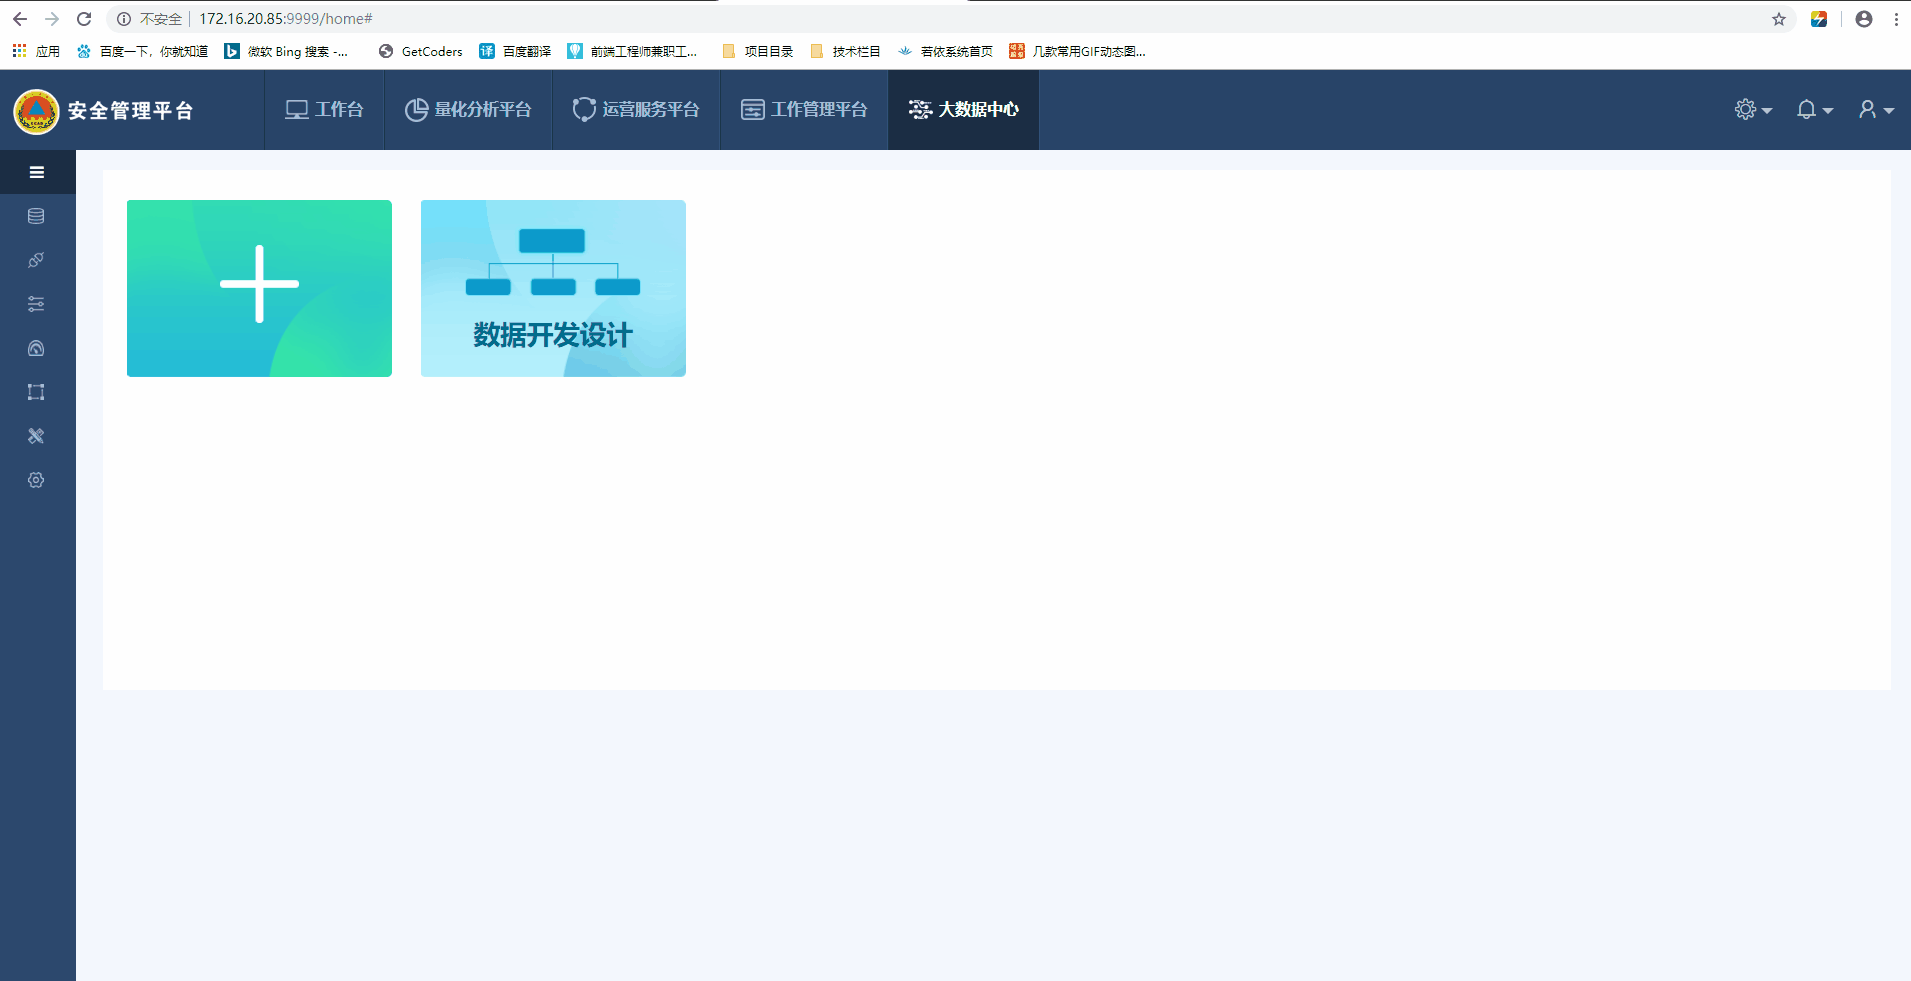 不安全 172.16.20.85:9999/home#
应用 百度一下，你就知道 微软 Bing 搜索 -... GetCoders 百度翻译 前端工程师兼职工... 项目目录 技术栏目 若依系统首页 几款常用GIF动态图...
安全管理平台 工作台 量化分析平台 运营服务平台 工作管理平台 大数据中心
数据开发设计